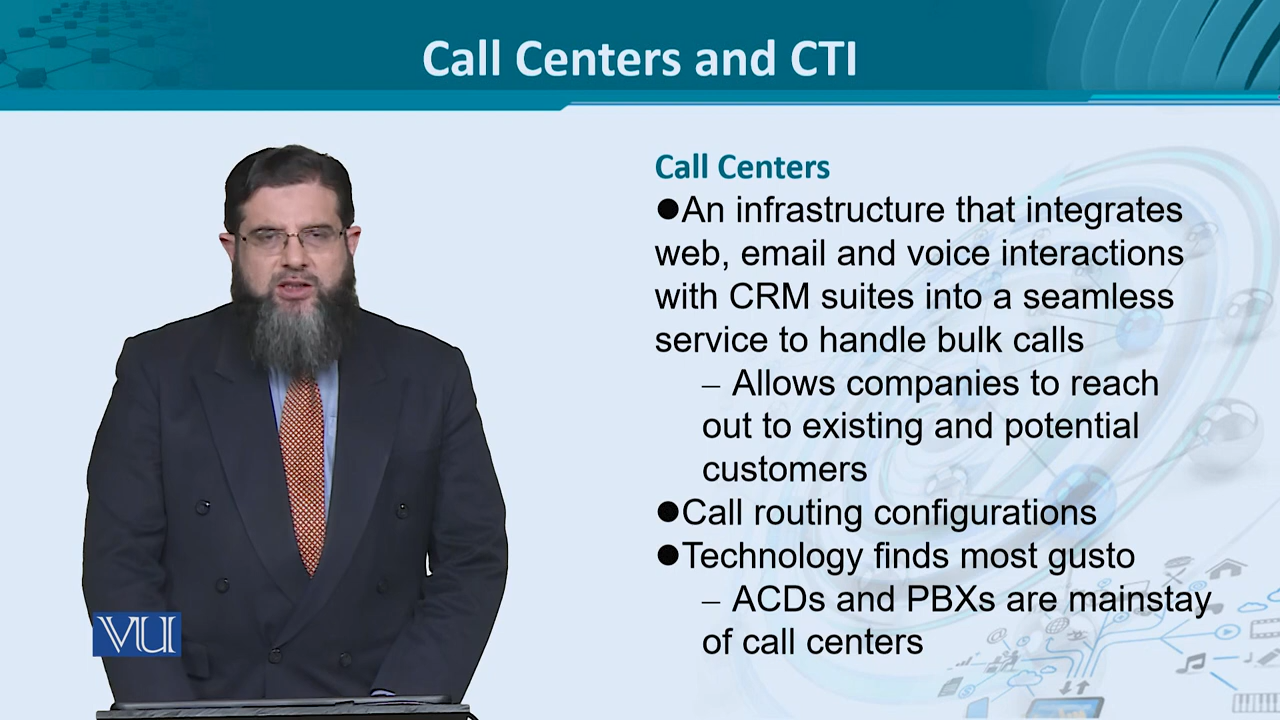 Call Centers and CTI
Call Centers
●An infrastructure that integrates
web, email and voice interactions
with CRM suites into a seamless
service to handle bulk calls
– Allows companies to reach
out to existing and potential
customers
●Call routing configurations
●Technology finds most gusto
– ACDs and PBXs are mainstay
of call centers
VU